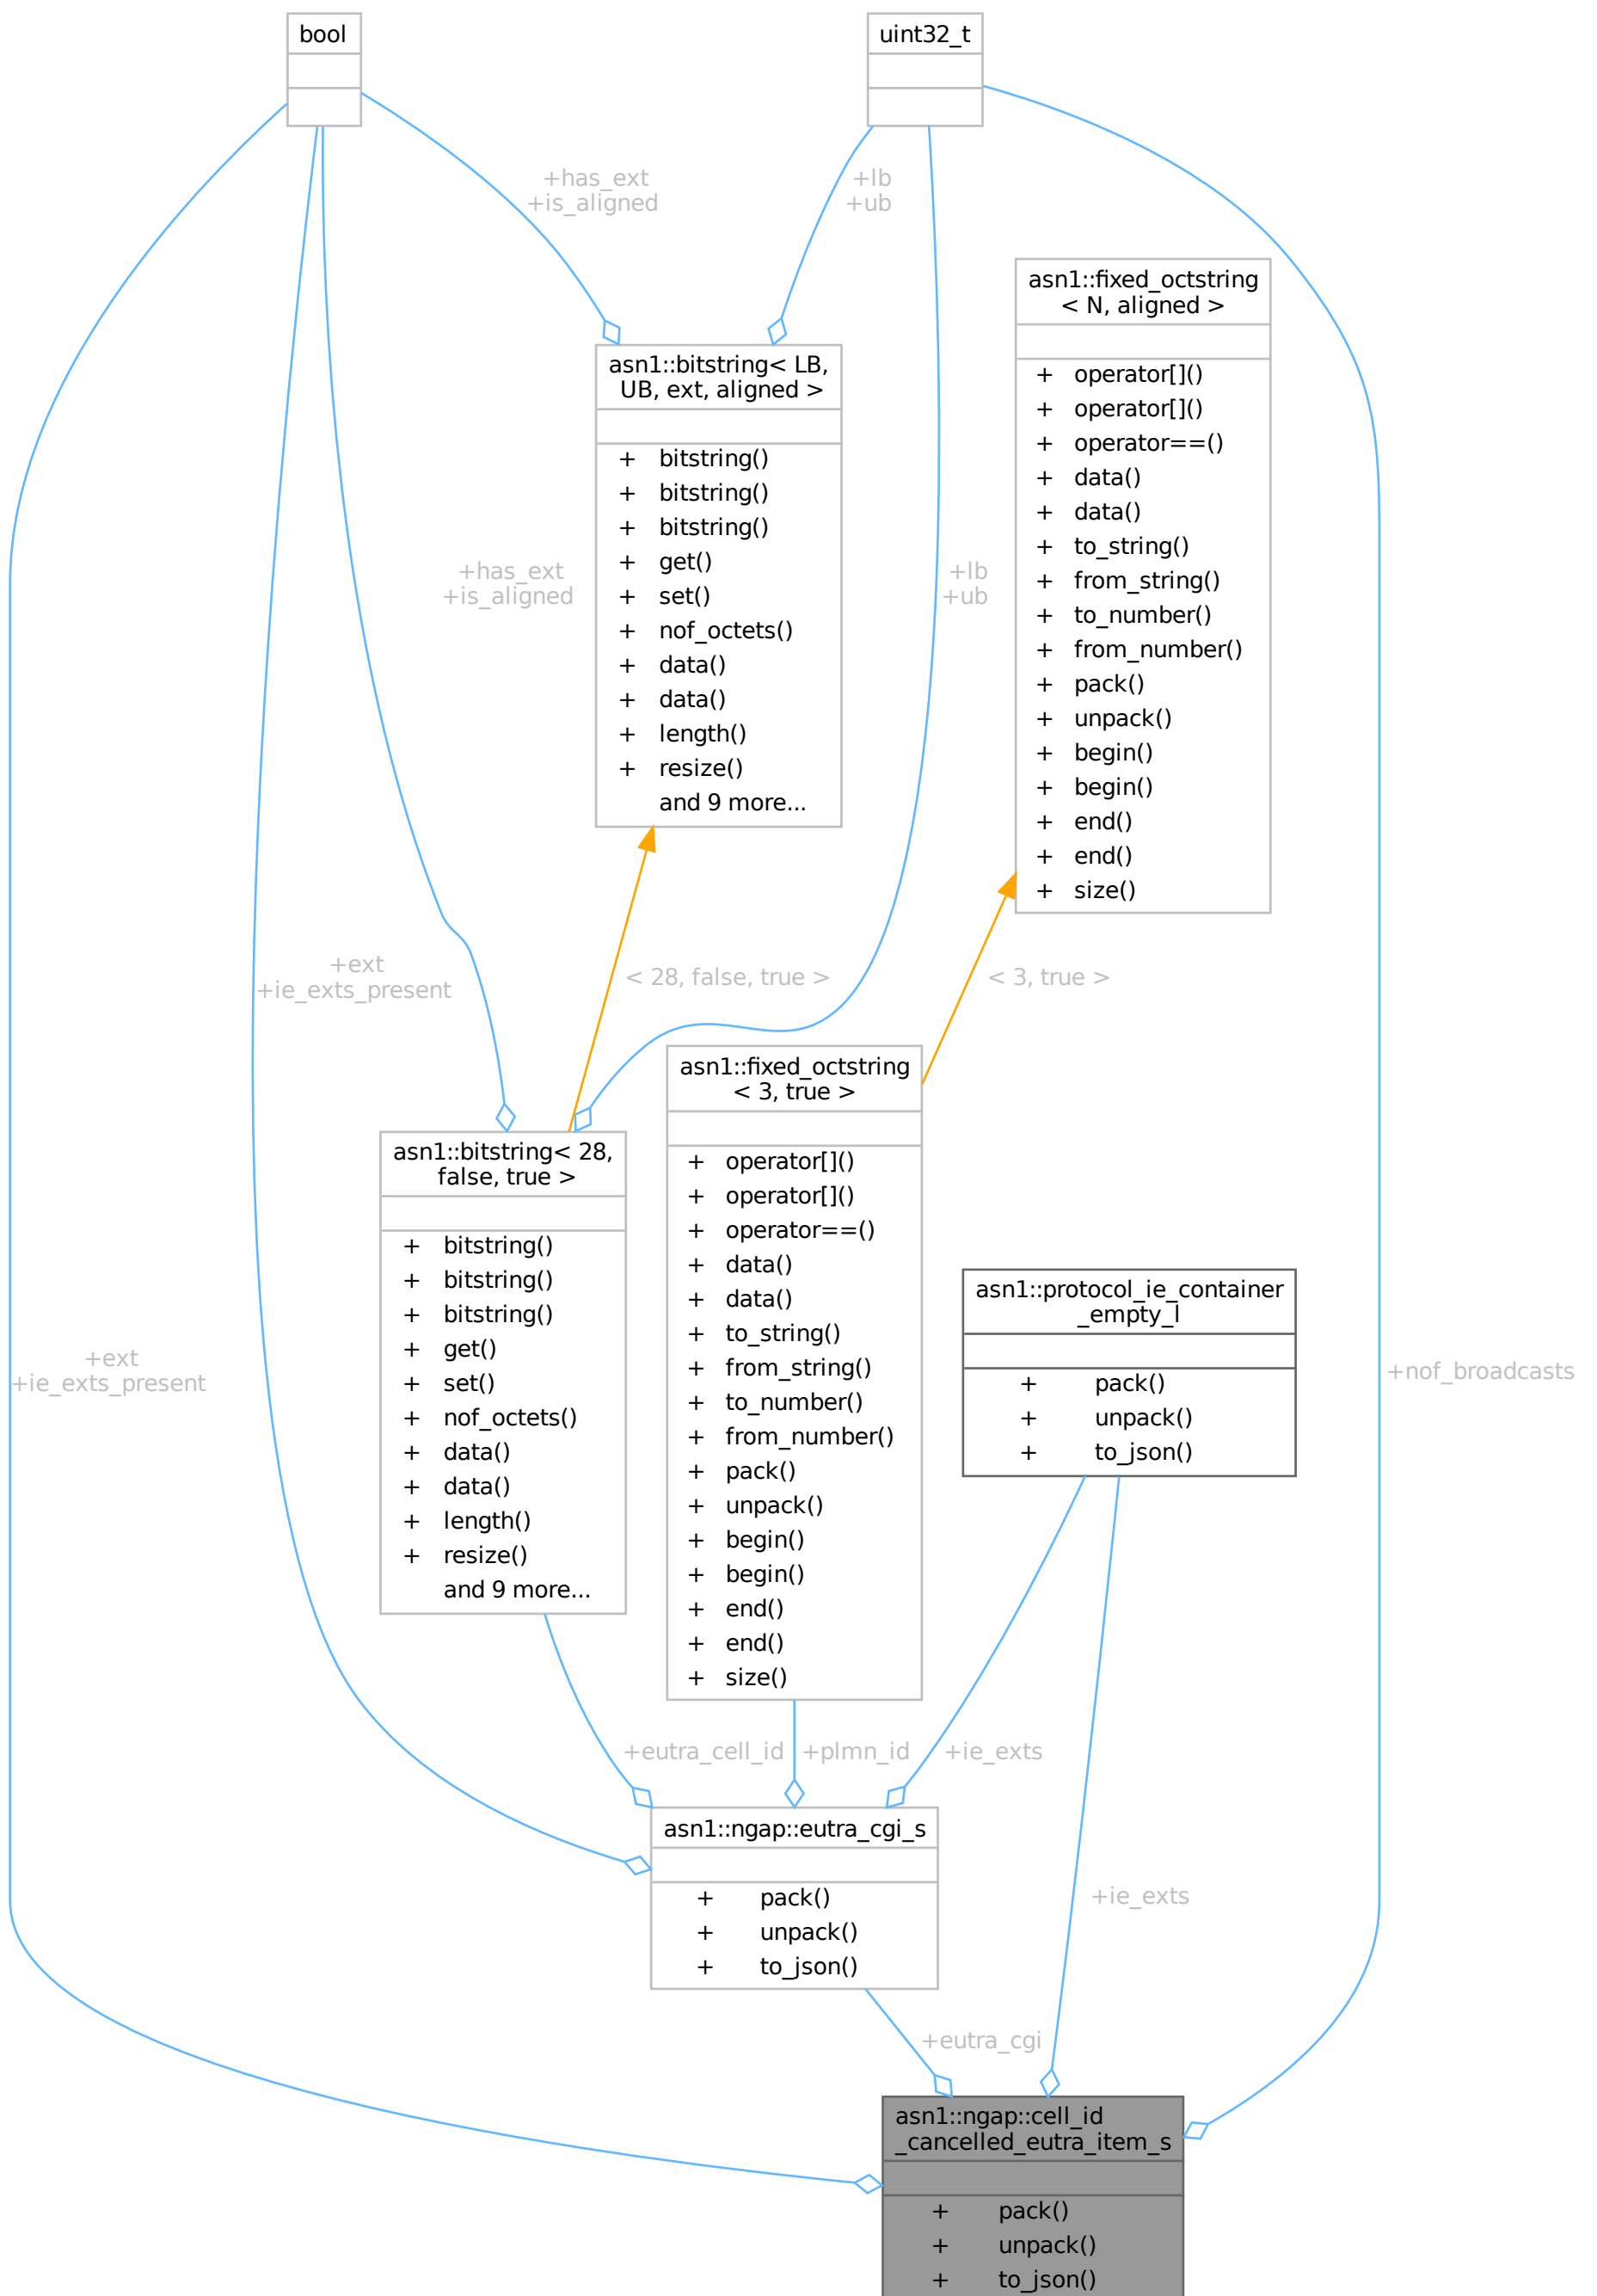 bool
uint32_t
+has_ext
+is_aligned
+lb
+ub
asn1::fixed_octstring
< N, aligned >
+ operator[]()
+ operator[]()
+ operator==()
+ data()
+ data()
+ to_string()
+ from_string()
+ to_number()
+ from_number()
+ pack()
+ unpack()
+ begin()
+ begin()
+ end()
+ end()
+ size()
asn1::bitstring< LB,
UB, ext, aligned >
+ bitstring()
+ bitstring()
+ bitstring()
+ get()
+ set()
+ nof_octets()
+ data()
+ data()
+ length()
+ resize()
and 9 more...
+has_ext
+is_aligned
+lb
+ub
+ext
+ie_exts_present
< 28, false, true >
< 3, true >
asn1::fixed_octstring
< 3, true >
+ operator[]()
+ operator[]()
+ operator==()
+ data()
+ data()
+ to_string()
+ from_string()
+ to_number()
+ from_number()
+ pack()
+ unpack()
+ begin()
+ begin()
+ end()
+ end()
+ size()
asn1::bitstring< 28,
false, true >
+ bitstring()
+ bitstring()
+ bitstring()
+ get()
+ set()
+ nof_octets()
+ data()
+ data()
+ length()
+ resize()
and 9 more...
asn1::protocol_ie_container
_empty_l
+ pack()
+ unpack()
+ to_json()
+ext
+ie_exts_present
+nof_broadcasts
+eutra_cell_id
+plmn_id
+ie_exts
asn1::ngap::eutra_cgi_s
+ pack()
+ unpack()
+ to_json()
+ie_exts
+eutra_cgi
asn1::ngap::cell_id
_cancelled_eutra_item_s
+ pack()
+ unpack()
+ to_json()